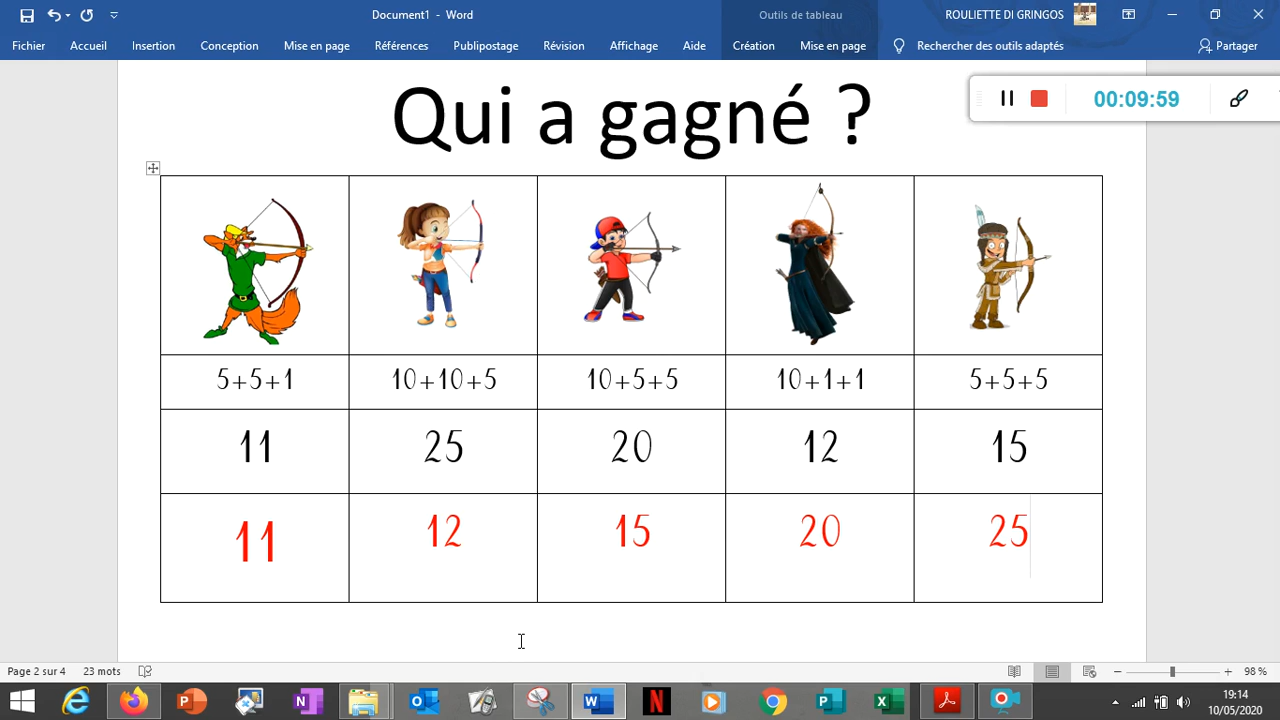 Document1 - Word
Outils de tableau
ROULIETTE DI GRINGOS
Fichier Accueil Insertion Conception Mise en page Références Publipostage Révision Affichage Aide Création Mise en page Rechercher des outils adaptés Partager
00:09:59
Qui a gagné ?
5+5+1 10+10+5 10+5+5 10+1+1 5+5+5
11 25 20 12 15
11 12 15 20 25
Page 2 sur 4 23 mots 98 %
19:14
10/05/2020